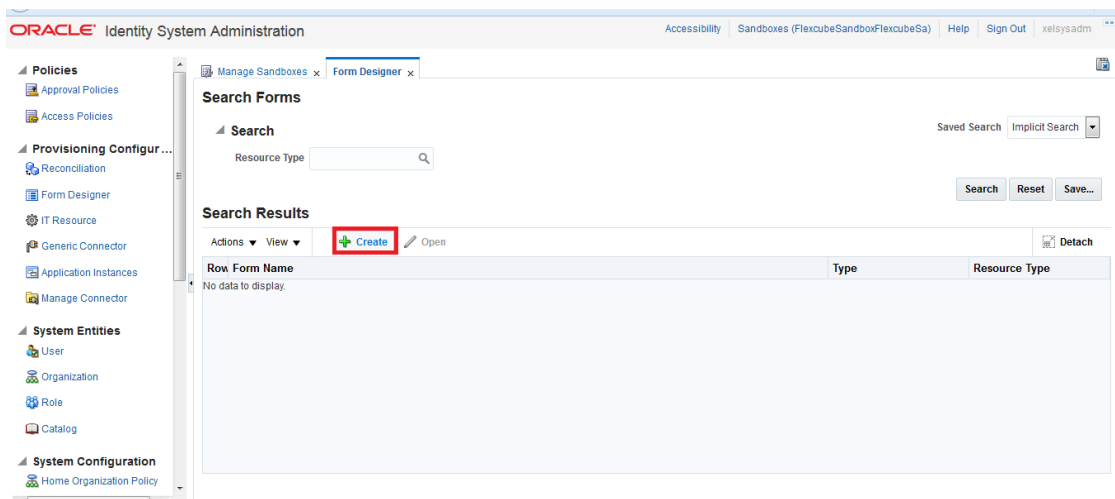 ORACLE® Identity System Administration
Accessibility Sandboxes (FlexcubeSandboxFlexcubeSa) Help Sign Out xelsysadm
Policies
Approval Policies
Access Policies
Provisioning Configur...
Reconciliation
Form Designer
IT Resource
Generic Connector
Application Instances
Manage Connector
System Entities
User
Organization
Role
Catalog
System Configuration
Home Organization Policy
Manage Sandboxes x Form Designer x
Search Forms
Search
Saved Search Implicit Search
Resource Type
Search Reset Save...
Search Results
Actions View Create Open Detach
Row Form Name Type Resource Type
No data to display.